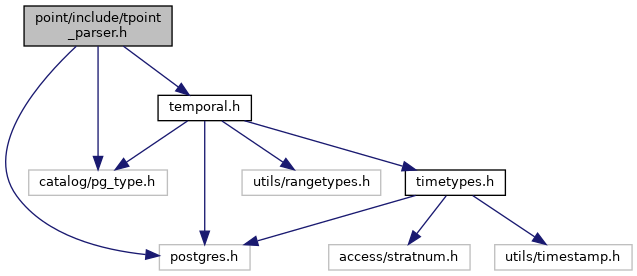 point/include/tpoint
_parser.h
temporal.h
catalog/pg_type.h
utils/rangetypes.h
timetypes.h
postgres.h
access/stratnum.h
utils/timestamp.h